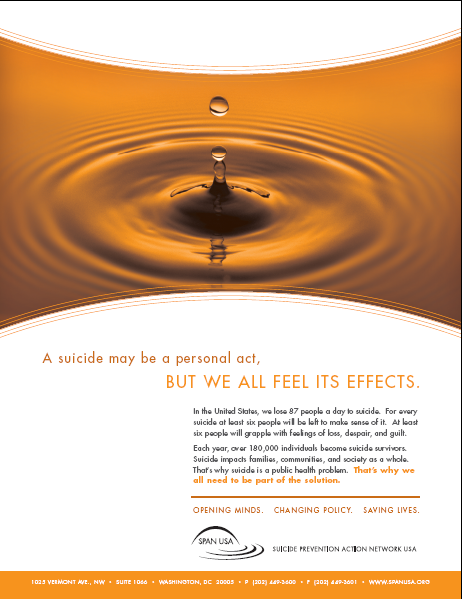 A suicide may be a personal act,
BUT WE ALL FEEL ITS EFFECTS.
In the United States, we lose 87 people a day to suicide. For every
suicide at least six people will be left to make sense of it. At least
six people will grapple with feelings of loss, despair, and guilt.
Each year, over 180,000 individuals become suicide survivors.
Suicide impacts families, communities, and society as a whole.
That's why suicide is a public health problem. That's why we
all need to be part of the solution.
OPENING MINDS. CHANGING POLICY. SAVING LIVES.
SPAN USA
SUICIDE PREVENTION ACTION NETWORK USA
1025 VERMONT AVE., NW • SUITE 1066 • WASHINGTON, DC 20005 • P (202) 449-3600 • F (202) 449-3601 • WWW.SPANUSA.ORG